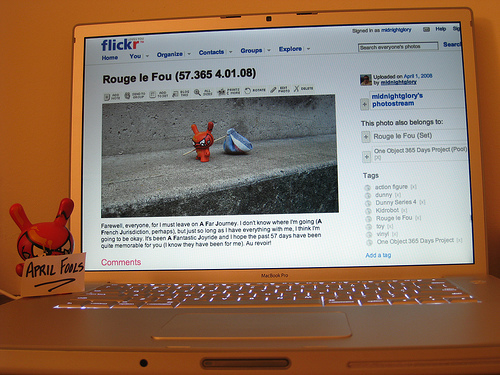 flickr
Signed in as midnightglory
Help
Home You Organize Contacts Groups Explore
Search everyone's photos
Search
Rouge le Fou (57.365 4.01.08)
Uploaded on April 1, 2008
by midnightglory
midnightglory's
photostream
This photo also belongs to:
Rouge le Fou (Set)
One Object 365 Days Project (Pool)
Tags
action figure [x]
dunny [x]
Dunny Series 4 [x]
Kidrobot [x]
Rouge le Fou [x]
toy [x]
vinyl [x]
One Object 365 Days Project [x]
Add a tag
Farewell, everyone, for I must leave on A Far Journey. I don't know where I'm going (A
French Jurisdiction, perhaps), but just so long as I have everything with me, I think I'm
going to be okay. It's been A Fantastic Joyride and I hope the past 57 days have been
quite memorable for you (I know they have been for me). Au revoir!
Comments
MacBook Pro
APRIL FOOLS